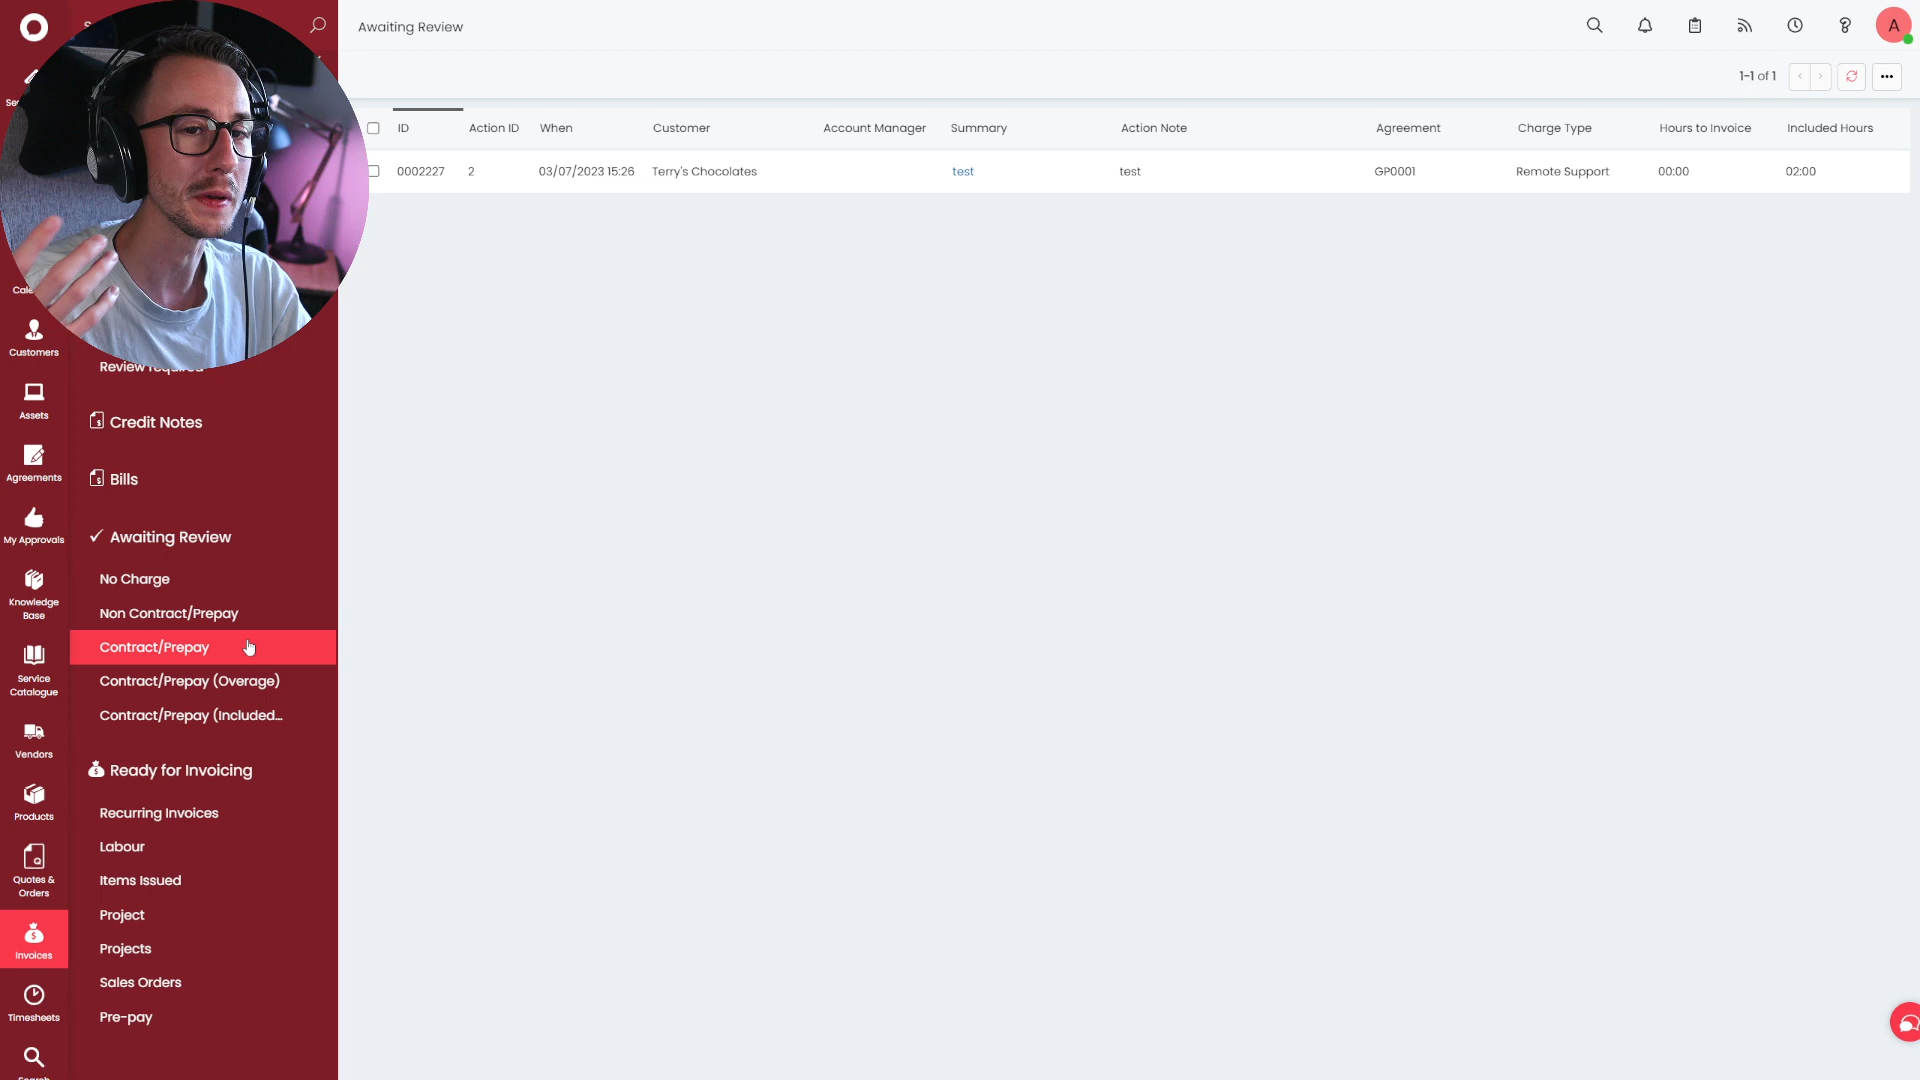 Awaiting Review
A
1-1 of 1
ID Action ID When Customer Account Manager Summary Action Note Agreement Charge Type Hours to Invoice Included Hours
0002227 2 03/07/2023 15:26 Terry's Chocolates test test GP0001 Remote Support 00:00 02:00
Customers
Assets
Agreements
My Approvals
Knowledge
Base
Service
Catalogue
Vendors
Products
Quotes &
Orders
Invoices
Timesheets
Review required
Credit Notes
Bills
Awaiting Review
No Charge
Non Contract/Prepay
Contract/Prepay
Contract/Prepay (Overage)
Contract/Prepay (Included...
Ready for Invoicing
Recurring Invoices
Labour
Items Issued
Project
Projects
Sales Orders
Pre-pay